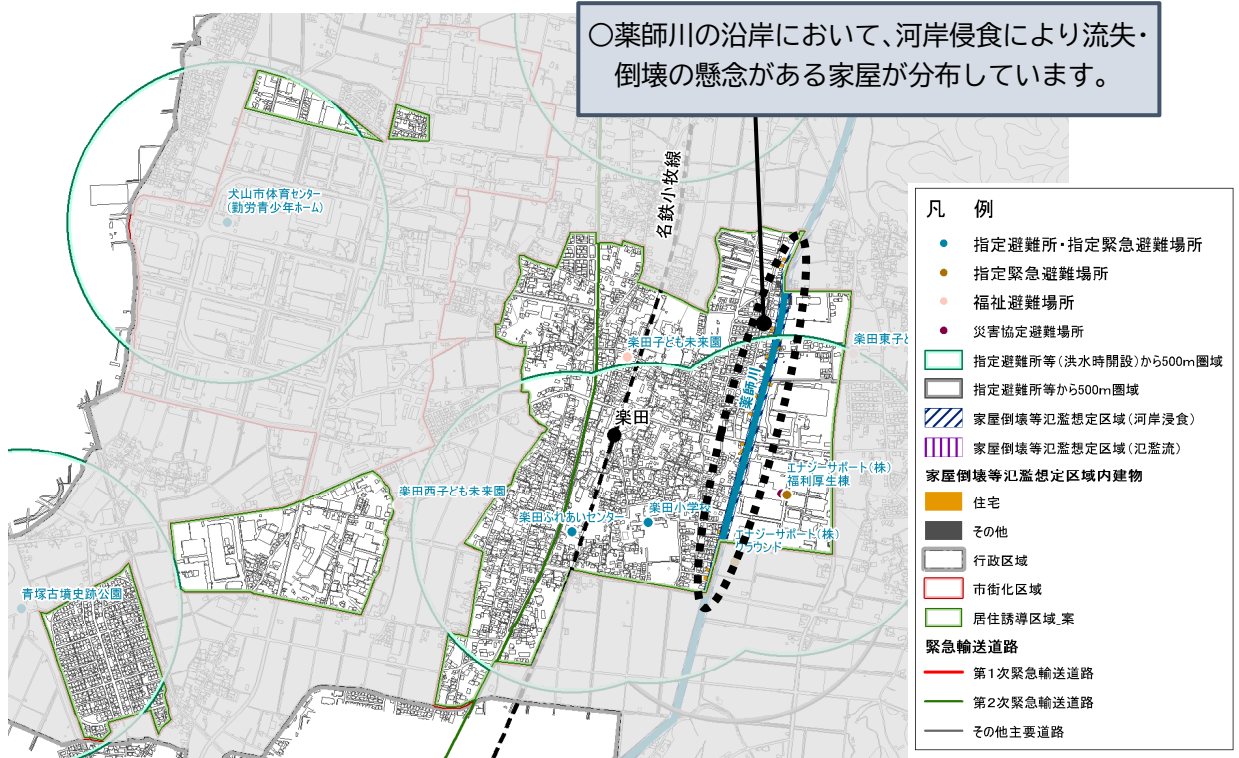 ○薬師川の沿岸において、河岸侵食により流失・
倒壊の懸念がある家屋が分布しています。
犬山市体育センター
(勤労青少年ホーム)
名鉄小牧線
楽田子ども未来園
楽田東子ど
薬師川
楽田
エナジーサポート(株)
福利厚生棟
楽田西子ども未来園
楽田ふれあいセンター
楽田小学校
エナジーサポート(株)
グラウンド
青塚古墳史跡公園
凡 例
指定避難所・指定緊急避難場所
指定緊急避難場所
福祉避難場所
災害協定避難場所
指定避難所等(洪水時開設)から500m圏域
指定避難所等から500m圏域
家屋倒壊等氾濫想定区域(河岸浸食)
家屋倒壊等氾濫想定区域(氾濫流)
家屋倒壊等氾濫想定区域内建物
住宅
その他
行政区域
市街化区域
居住誘導区域_案
緊急輸送道路
第1次緊急輸送道路
第2次緊急輸送道路
その他主要道路